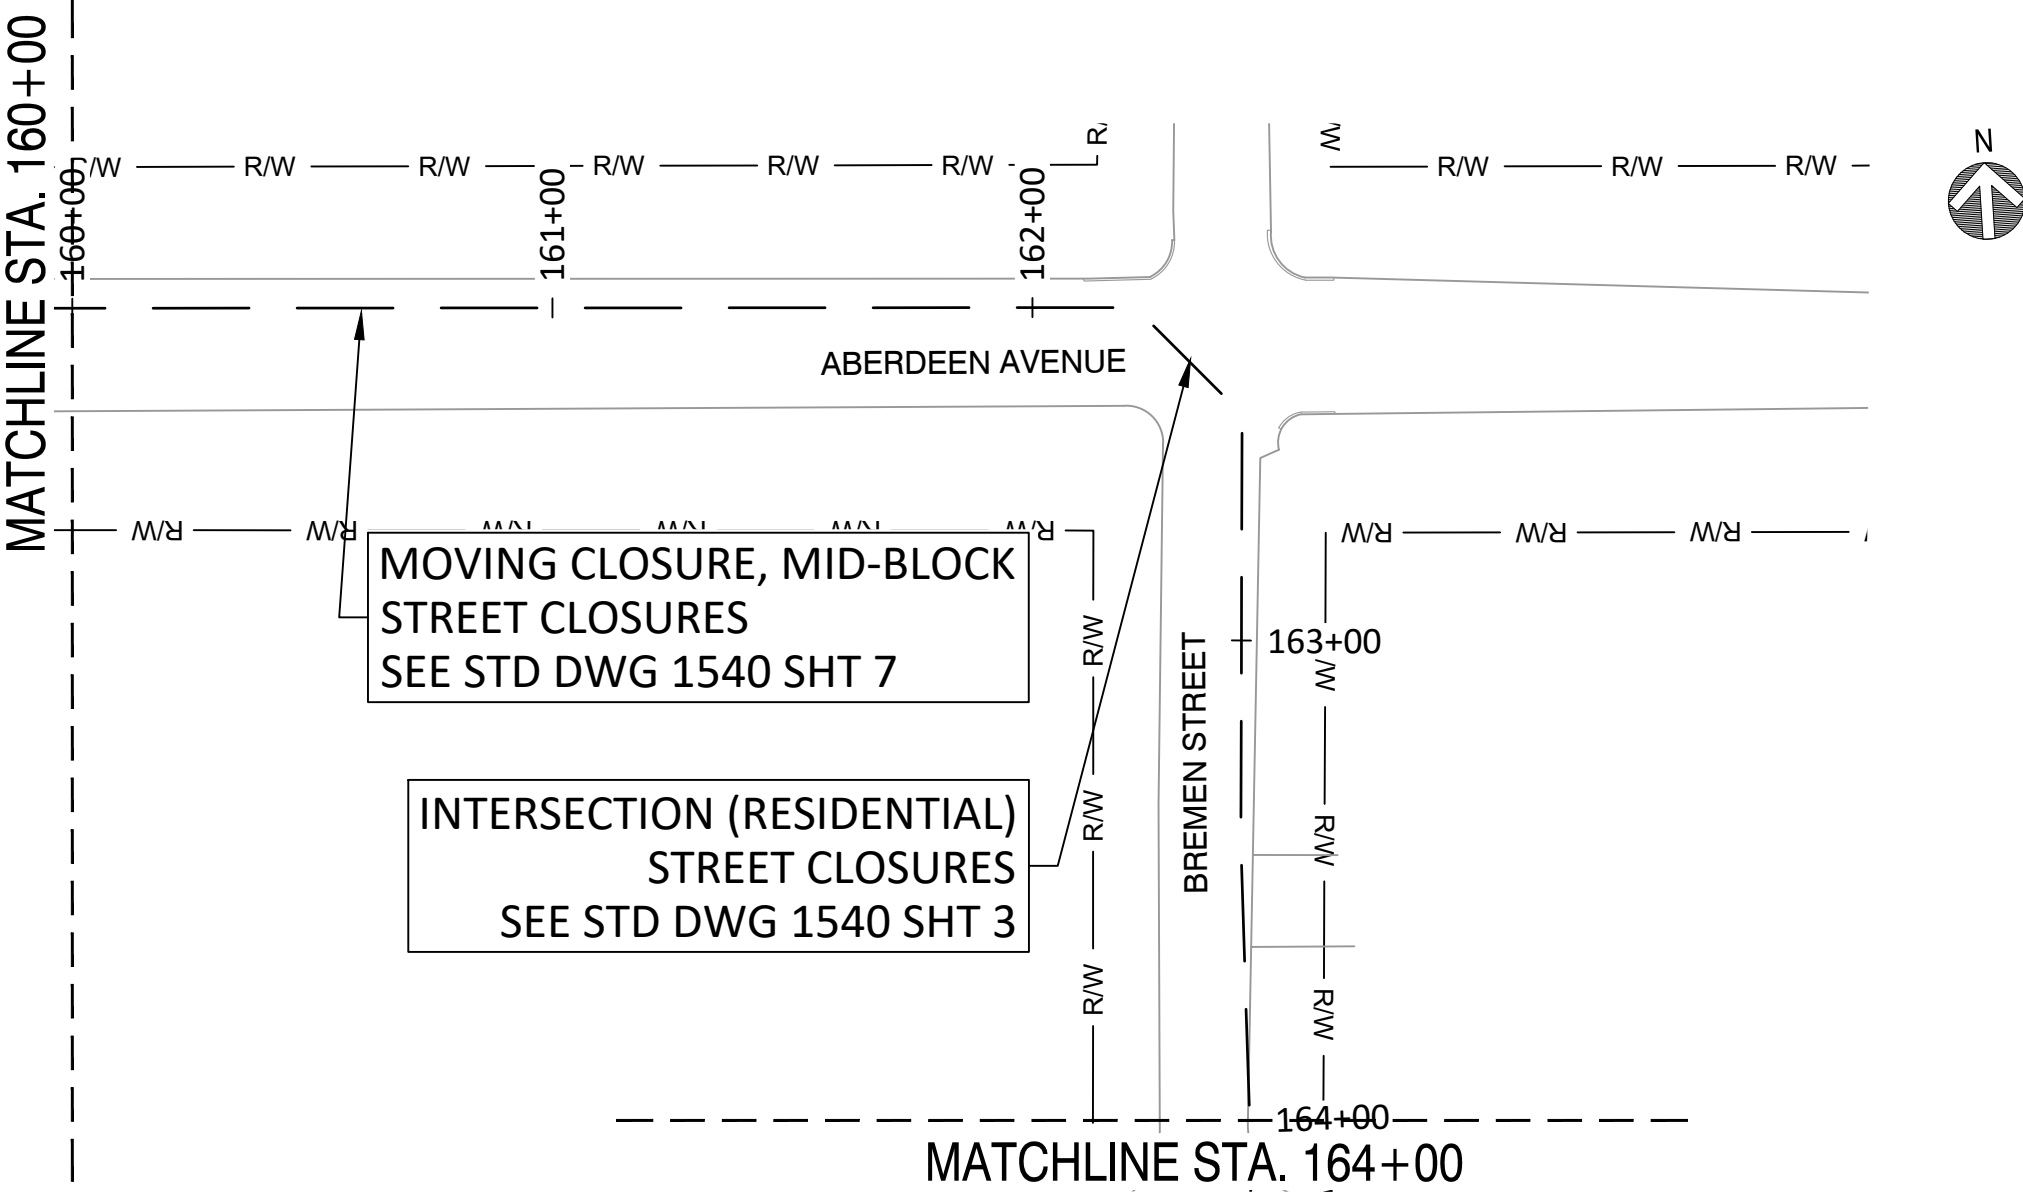 MATCHLINE STA. 160+00
R/W R/W R/W R/W R/W
R/W R/W R/W
N
160+00
161+00
162+00
ABERDEEN AVENUE
R/W R/W
R/W R/W R/W R/W
MOVING CLOSURE, MID-BLOCK
STREET CLOSURES
SEE STD DWG 1540 SHT 7
INTERSECTION (RESIDENTIAL)
STREET CLOSURES
SEE STD DWG 1540 SHT 3
R/W
R/W
R/W
BREMEN STREET
163+00
R/W
R/W
164+00
MATCHLINE STA. 164+00